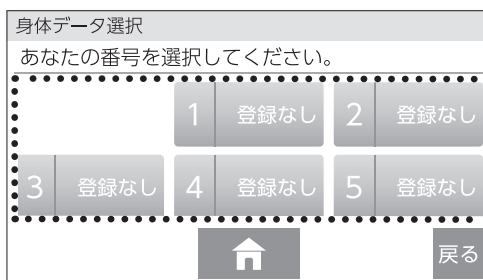 身体データ選択
あなたの番号を選択してください。
1 登録なし 2 登録なし
3 登録なし 4 登録なし 5 登録なし
戻る